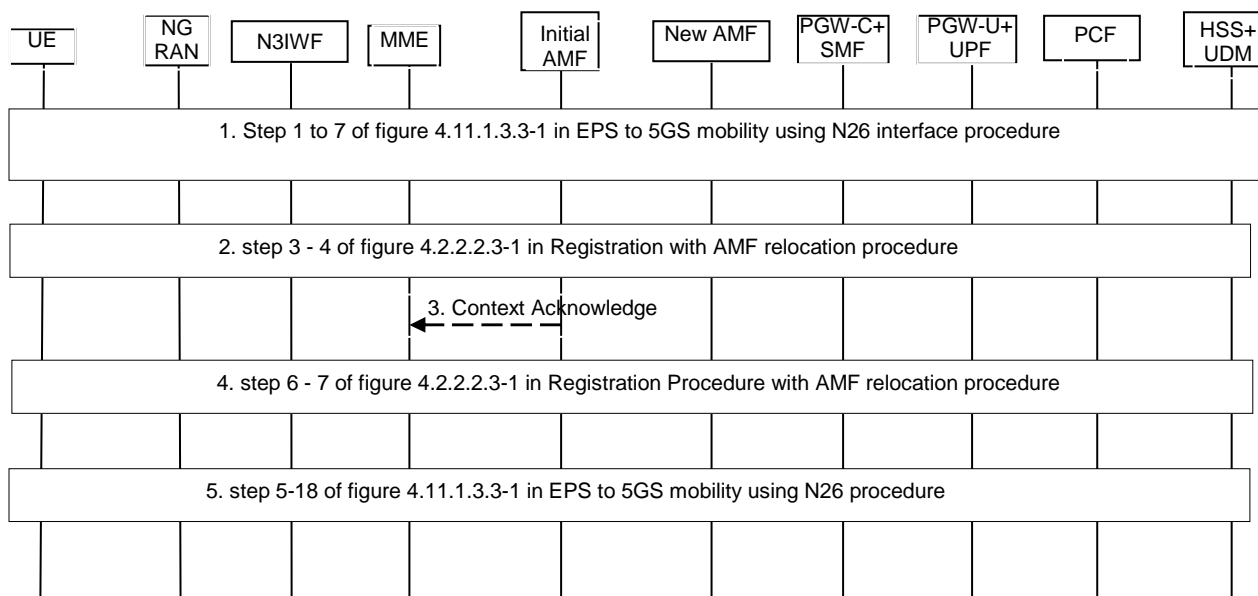 UE
NG
RAN
N3IWF
MME
Initial
AMF
New AMF
PGW-C+
SMF
PGW-U+
UPF
PCF
HSS+
UDM
1. Step 1 to 7 of figure 4.11.1.3.3-1 in EPS to 5GS mobility using N26 interface procedure
2. step 3 - 4 of figure 4.2.2.2.3-1 in Registration with AMF relocation procedure
3. Context Acknowledge
4. step 6 - 7 of figure 4.2.2.2.3-1 in Registration Procedure with AMF relocation procedure
5. step 5-18 of figure 4.11.1.3.3-1 in EPS to 5GS mobility using N26 procedure